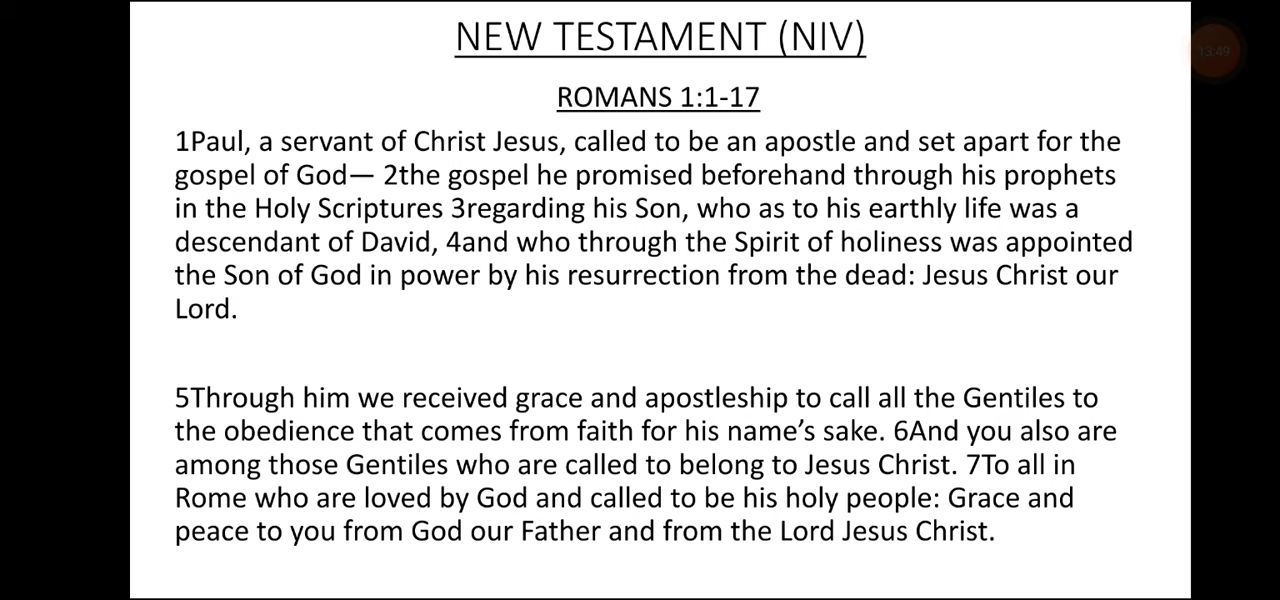 NEW TESTAMENT (NIV)
13:49
ROMANS 1:1-17
1Paul, a servant of Christ Jesus, called to be an apostle and set apart for the
gospel of God— 2the gospel he promised beforehand through his prophets
in the Holy Scriptures 3regarding his Son, who as to his earthly life was a
descendant of David, 4and who through the Spirit of holiness was appointed
the Son of God in power by his resurrection from the dead: Jesus Christ our
Lord.
5Through him we received grace and apostleship to call all the Gentiles to
the obedience that comes from faith for his name’s sake. 6And you also are
among those Gentiles who are called to belong to Jesus Christ. 7To all in
Rome who are loved by God and called to be his holy people: Grace and
peace to you from God our Father and from the Lord Jesus Christ.